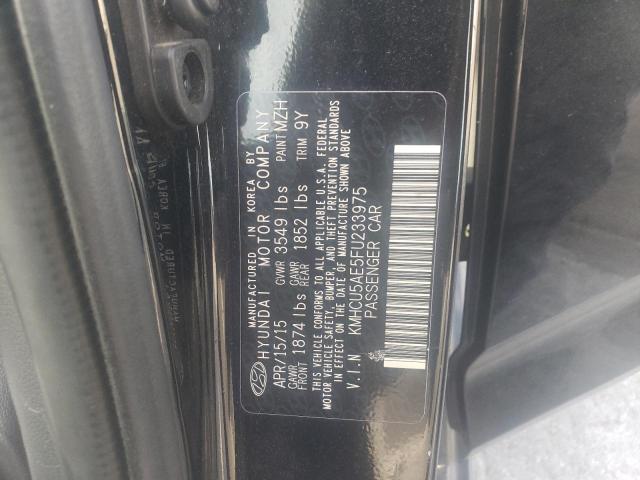 MANUFACTURED IN KOREA BY
HYUNDAI MOTOR COMPANY
APR/15/15 GVWR 3549 lbs PAINT MZH
GAWR FRONT 1874 lbs GAWR REAR 1852 lbs TRIM 9Y
THIS VEHICLE CONFORMS TO ALL APPLICABLE U.S.A. FEDERAL
MOTOR VEHICLE SAFETY, BUMPER, AND THEFT PREVENTION STANDARDS
IN EFFECT ON THE DATE OF MANUFACTURE SHOWN ABOVE
V.I.N KMHCU5AE5FU233975
PASSENGER CAR